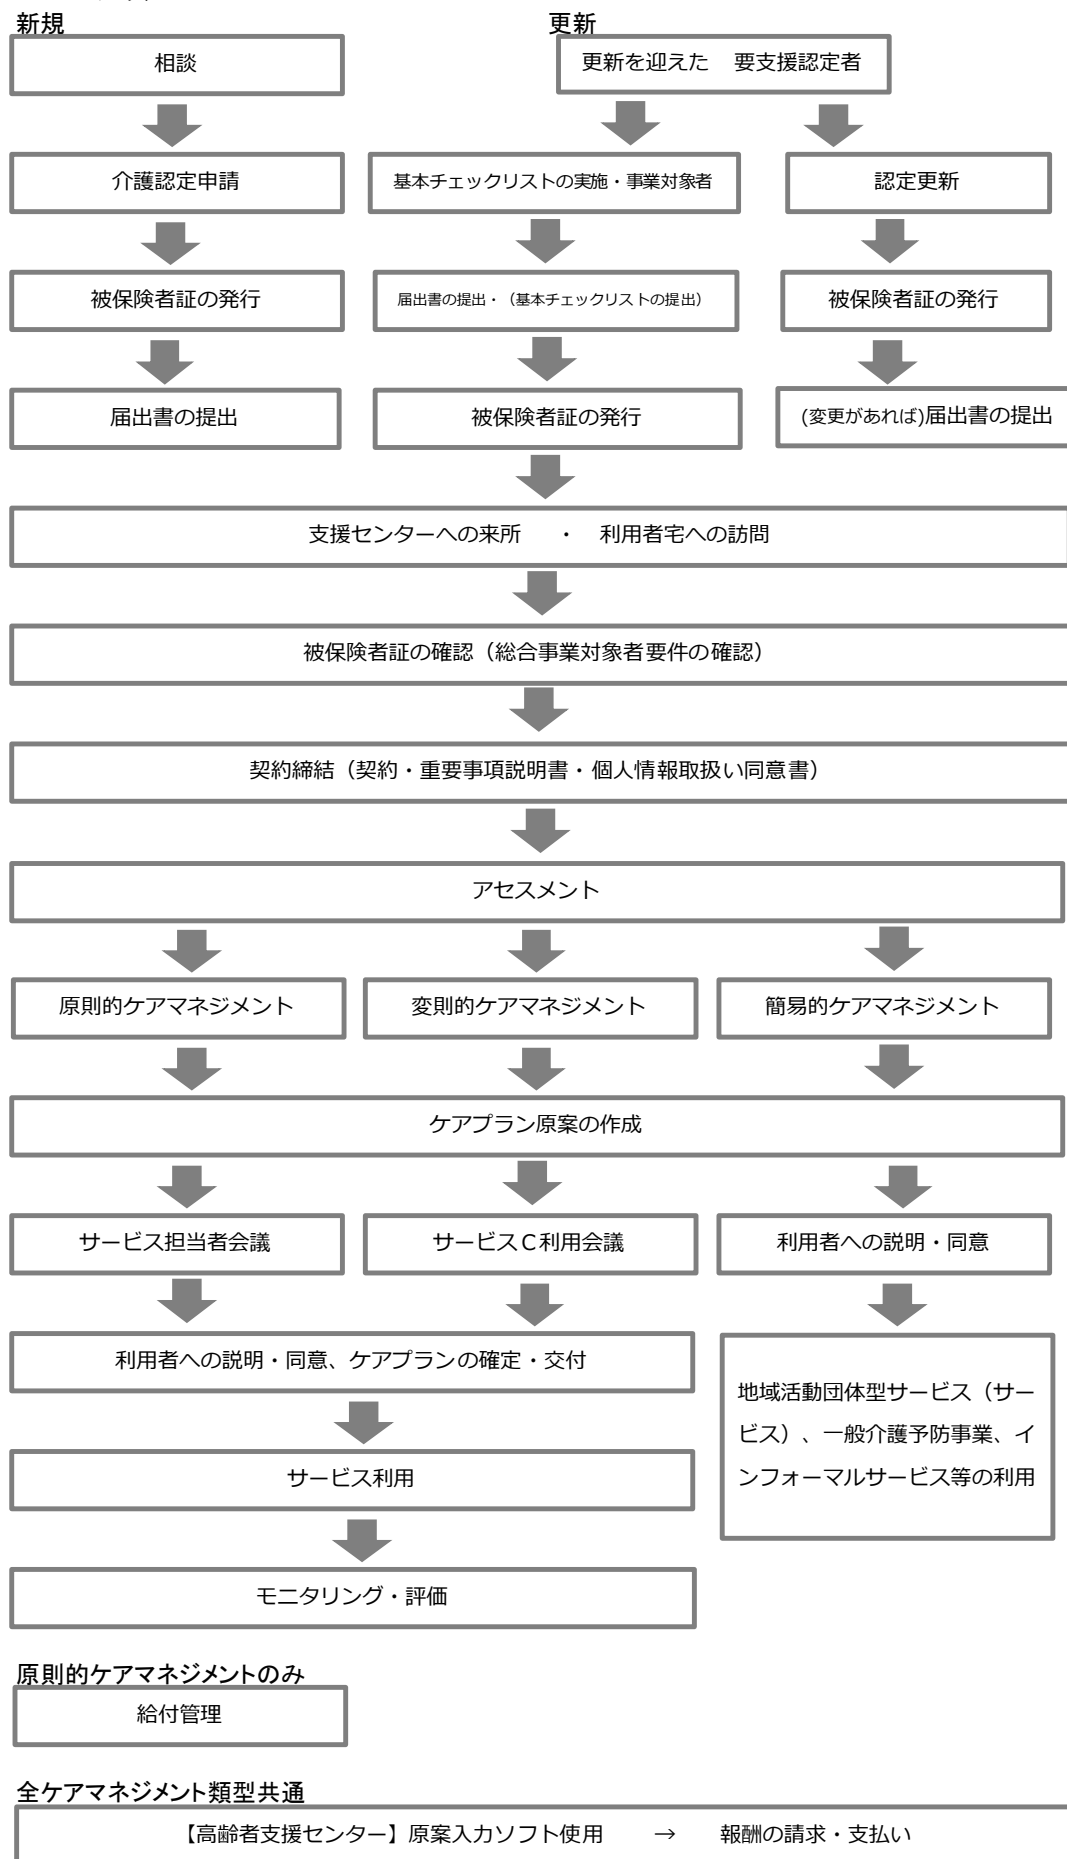 新規
更新
相談
更新を迎えた　要支援認定者
介護認定申請
基本チェックリストの実施・事業対象者
認定更新
被保険者証の発行
届出書の提出・（基本チェックリストの提出）
被保険者証の発行
届出書の提出
被保険者証の発行
(変更があれば)届出書の提出
支援センターへの来所　・　利用者宅への訪問
被保険者証の確認（総合事業対象者要件の確認）
契約締結（契約・重要事項説明書・個人情報取扱い同意書）
アセスメント
原則的ケアマネジメント
変則的ケアマネジメント
簡易的ケアマネジメント
ケアプラン原案の作成
サービス担当者会議
サービスＣ利用会議
利用者への説明・同意
利用者への説明・同意、ケアプランの確定・交付
地域活動団体型サービス（サー
ビス）、一般介護予防事業、イ
ンフォーマルサービス等の利用
サービス利用
モニタリング・評価
原則的ケアマネジメントのみ
給付管理
全ケアマネジメント類型共通
【高齢者支援センター】原案入力ソフト使用　→　報酬の請求・支払い